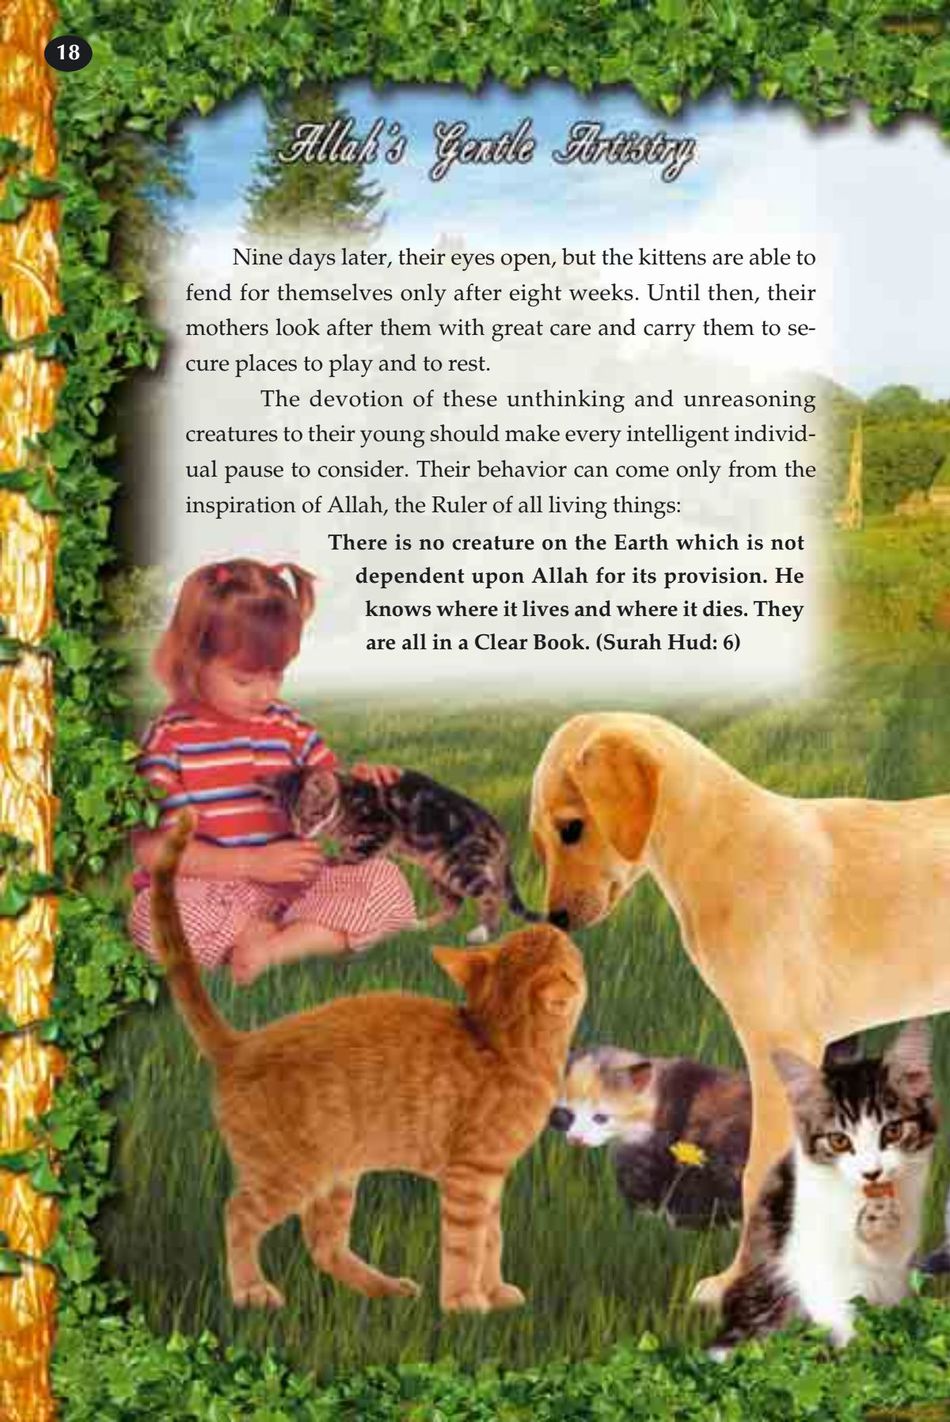 18
Allah's Gentle Artistry
Nine days later, their eyes open, but the kittens are able to
fend for themselves only after eight weeks. Until then, their
mothers look after them with great care and carry them to se-
cure places to play and to rest.
The devotion of these unthinking and unreasoning
creatures to their young should make every intelligent individ-
ual pause to consider. Their behavior can come only from the
inspiration of Allah, the Ruler of all living things:
There is no creature on the Earth which is not
dependent upon Allah for its provision. He
knows where it lives and where it dies. They
are all in a Clear Book. (Surah Hud: 6)